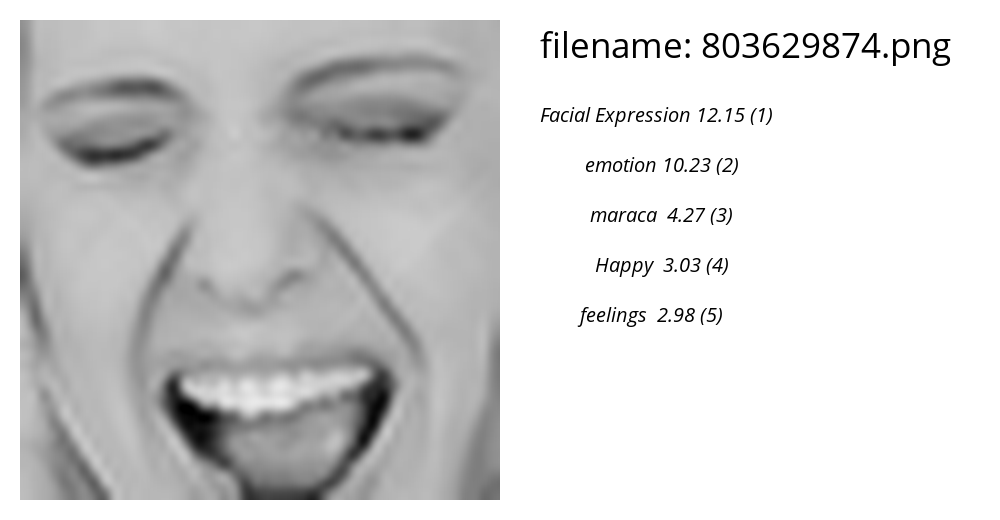 filename: 803629874.png
Facial Expression 12.15 (1)
emotion 10.23 (2)
maraca 4.27 (3)
Happy 3.03 (4)
feelings 2.98 (5)